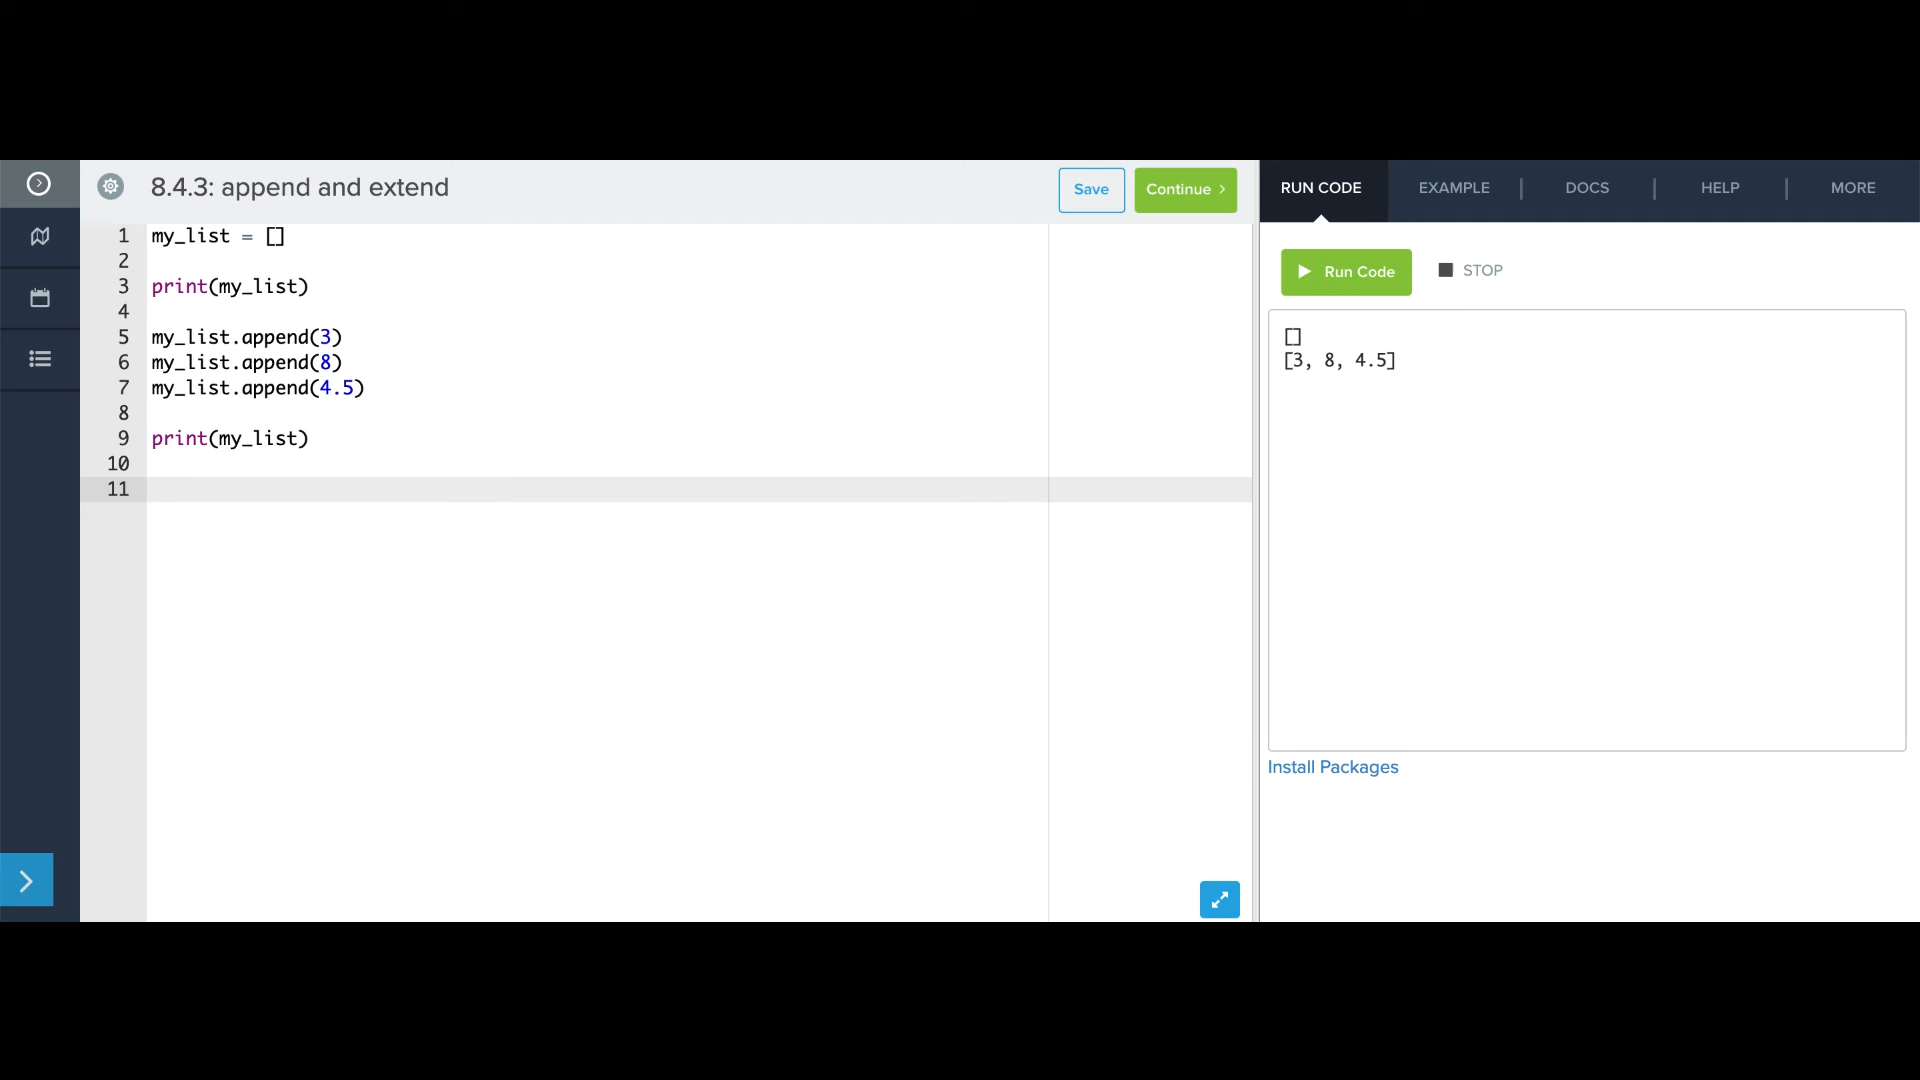 8.4.3: append and extend
Save
Continue >
RUN CODE
EXAMPLE
DOCS
HELP
MORE
1 my_list = []
2
3 print(my_list)
4
5 my_list.append(3)
6 my_list.append(8)
7 my_list.append(4.5)
8
9 print(my_list)
10
11
Run Code
STOP
[]
[3, 8, 4.5]
Install Packages